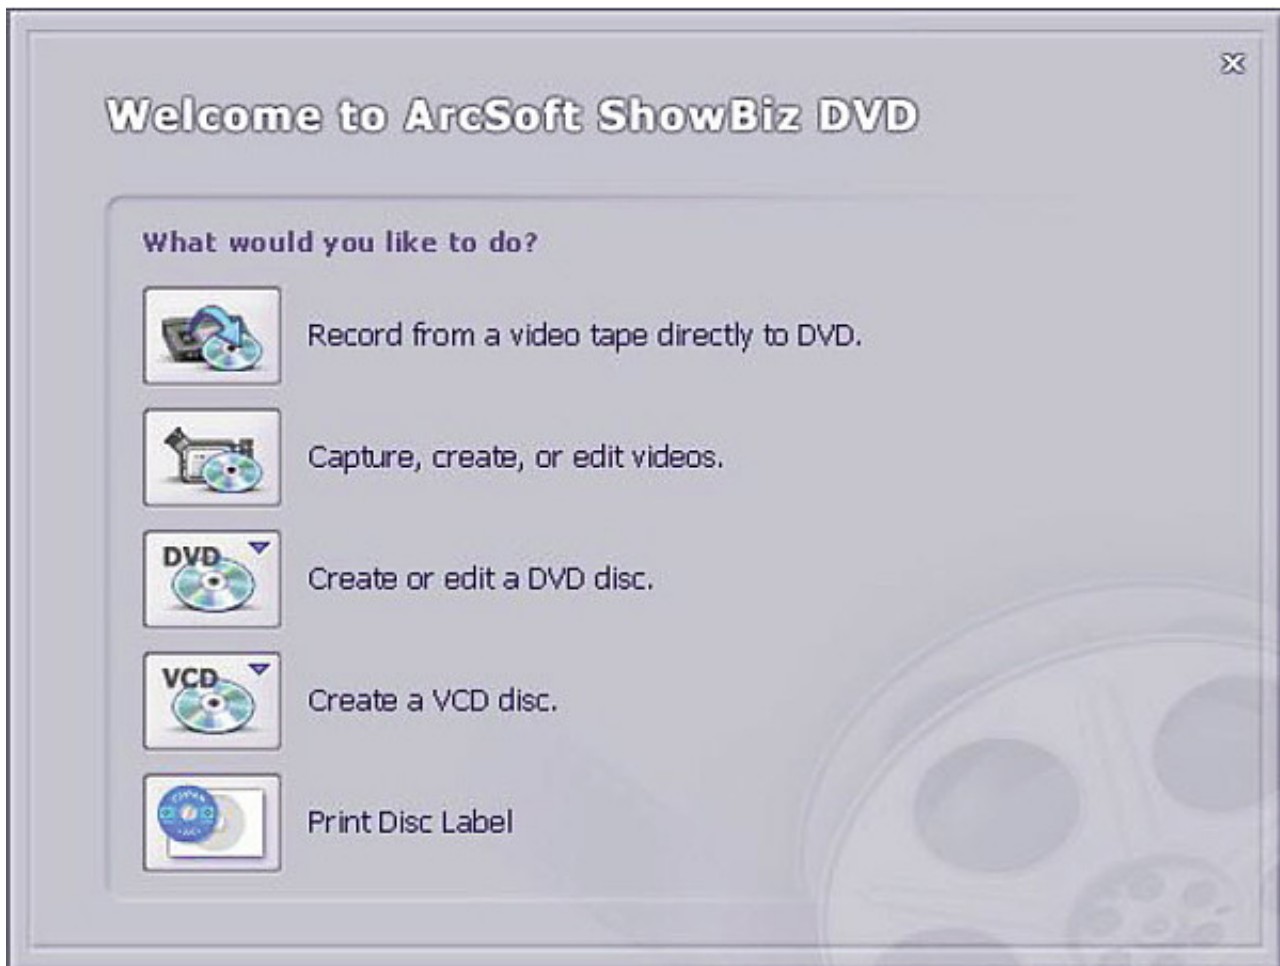 Welcome to ArcSoft ShowBiz DVD
What would you like to do?
Record from a video tape directly to DVD.
Capture, create, or edit videos.
DVD
Create or edit a DVD disc.
VCD
Create a VCD disc.
Print Disc Label